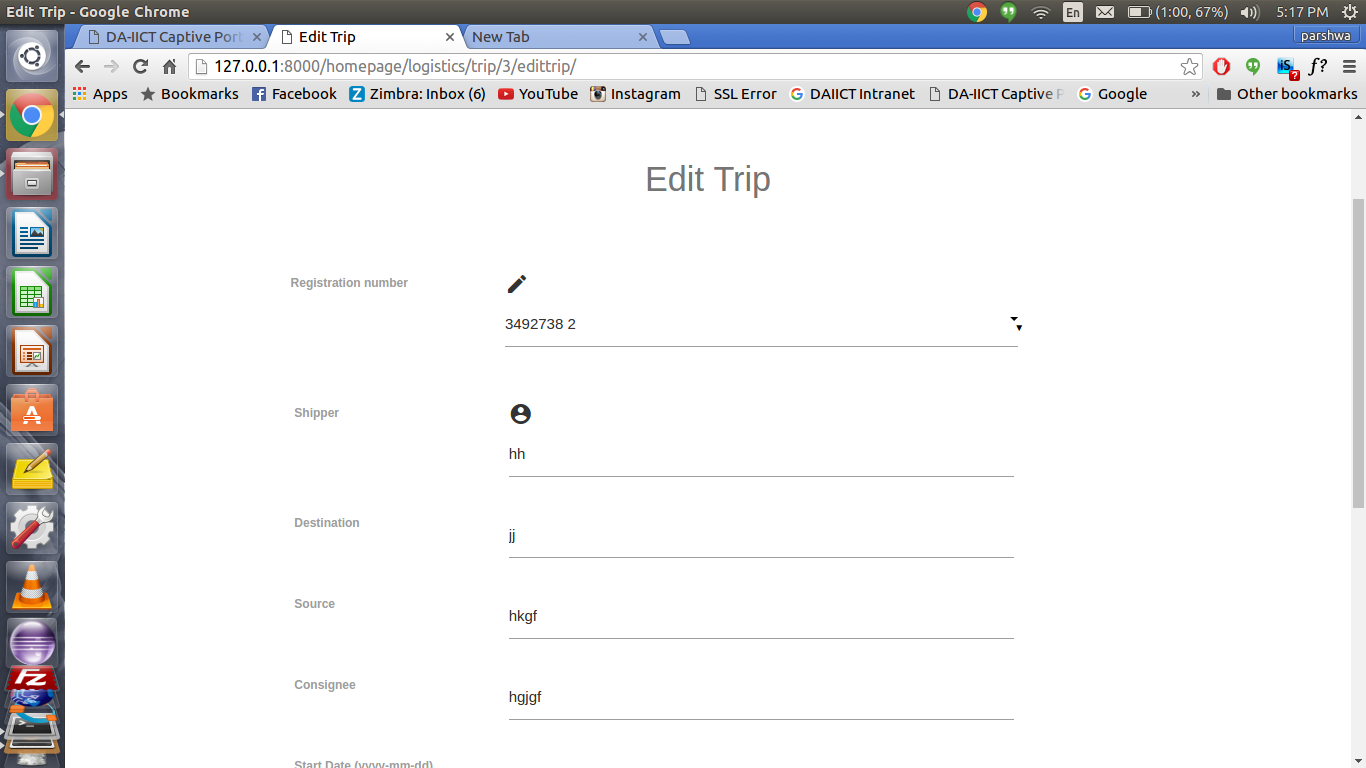 Edit Trip - Google Chrome
En
(1:00, 67%)
5:17 PM
DA-IICT Captive Port
Edit Trip
New Tab
parshwa
127.0.0.1:8000/homepage/logistics/trip/3/edittrip/
iS
?
f?
Apps
Bookmarks
Facebook
Zimbra: Inbox (6)
YouTube
Instagram
SSL Error
DAIICT Intranet
DA-IICT Captive P
Google
»
Other bookmarks
Edit Trip
Registration number
3492738 2
Shipper
hh
Destination
jj
Source
hkgf
Consignee
hgjgf
Start Date (yyyy-mm-dd)
Fz